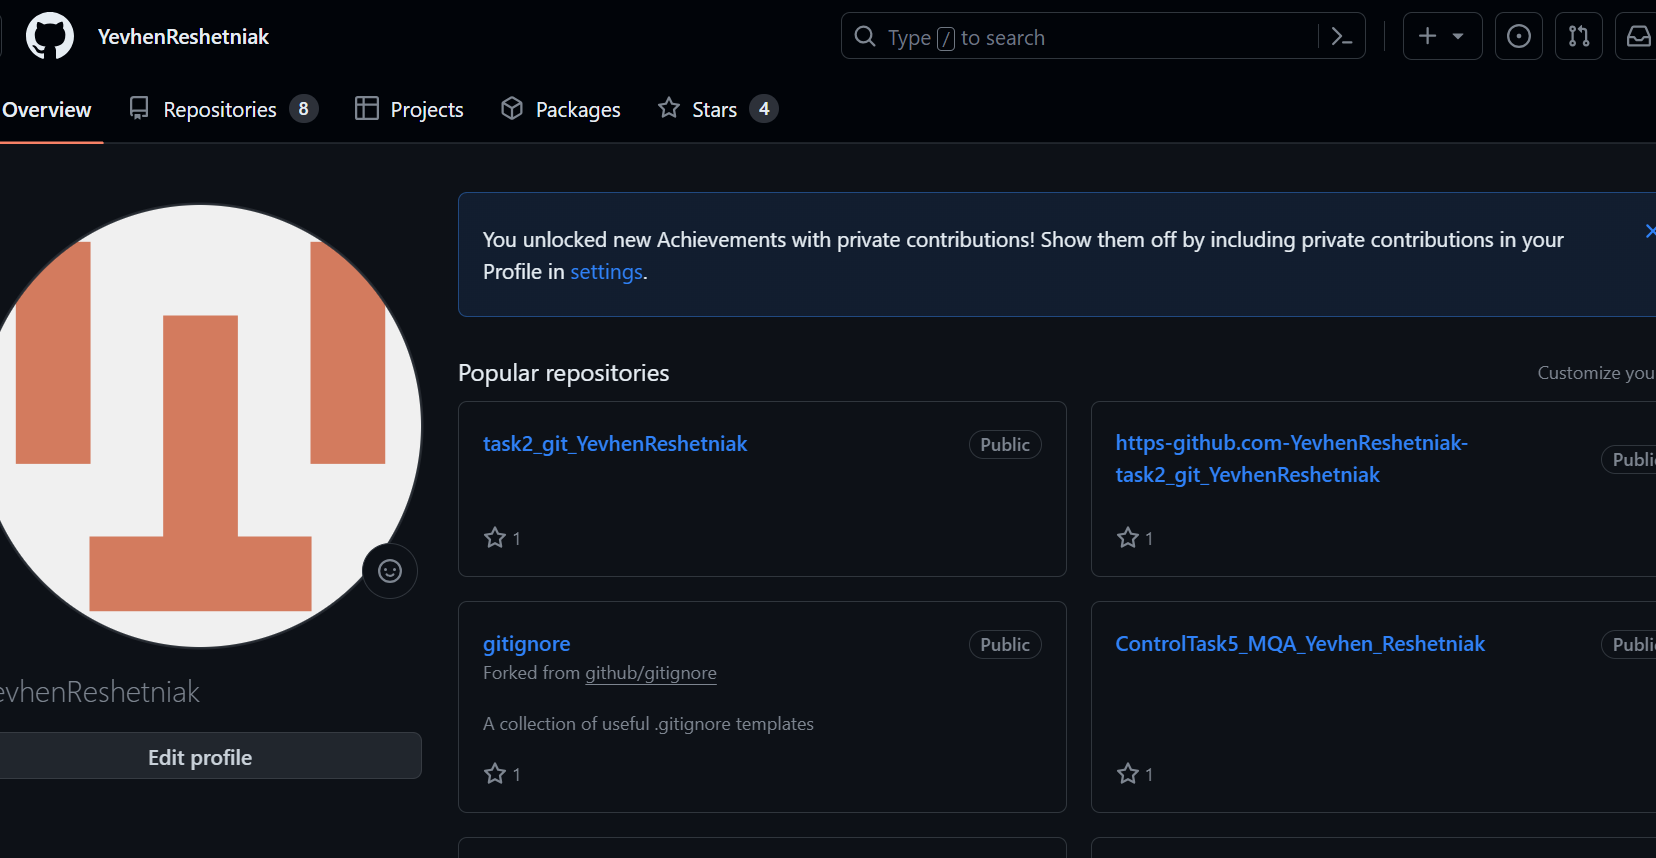 YevhenReshetniak
Type / to search
Overview
Repositories 8
Projects
Packages
Stars 4
You unlocked new Achievements with private contributions! Show them off by including private contributions in your
Profile in settings.
Popular repositories
Customize you
task2_git_YevhenReshetniak
Public
1
https-github.com-YevhenReshetniak-
task2_git_YevhenReshetniak
Publi
1
gitignore
Public
Forked from github/gitignore
A collection of useful .gitignore templates
1
ControlTask5_MQA_Yevhen_Reshetniak
Publi
1
evhenReshetniak
Edit profile